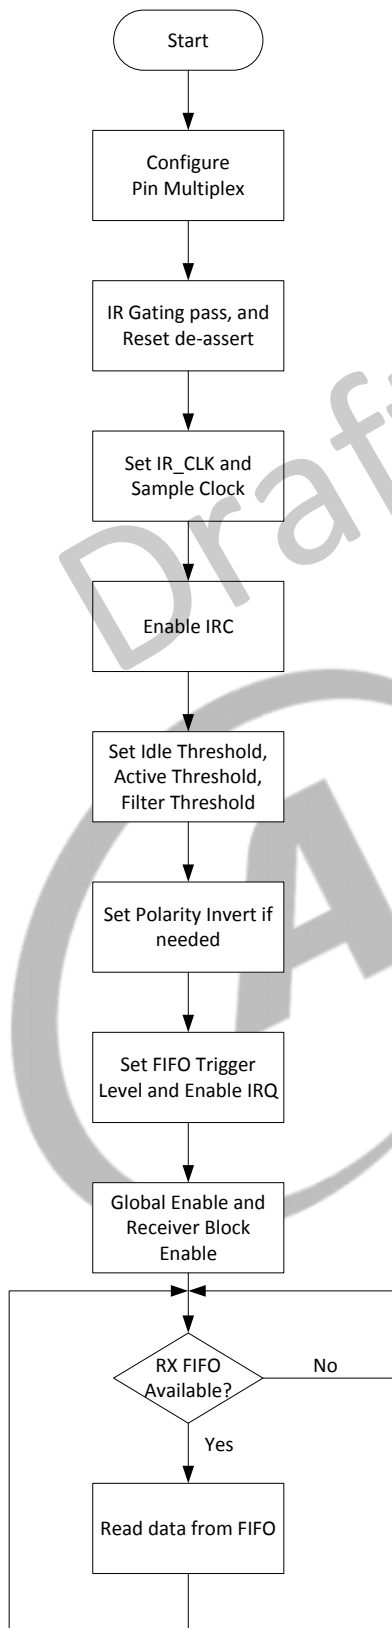 Start
Configure
Pin Multiplex
IR Gating pass, and
Reset de-assert
Set IR_CLK and
Sample Clock
Draft
Enable IRC
Set Idle Threshold,
Active Threshold,
Filter Threshold
Set Polarity Invert if
needed
Set FIFO Trigger
Level and Enable IRQ
Global Enable and
Receiver Block
Enable
RX FIFO
Available?
No
Yes
Read data from FIFO